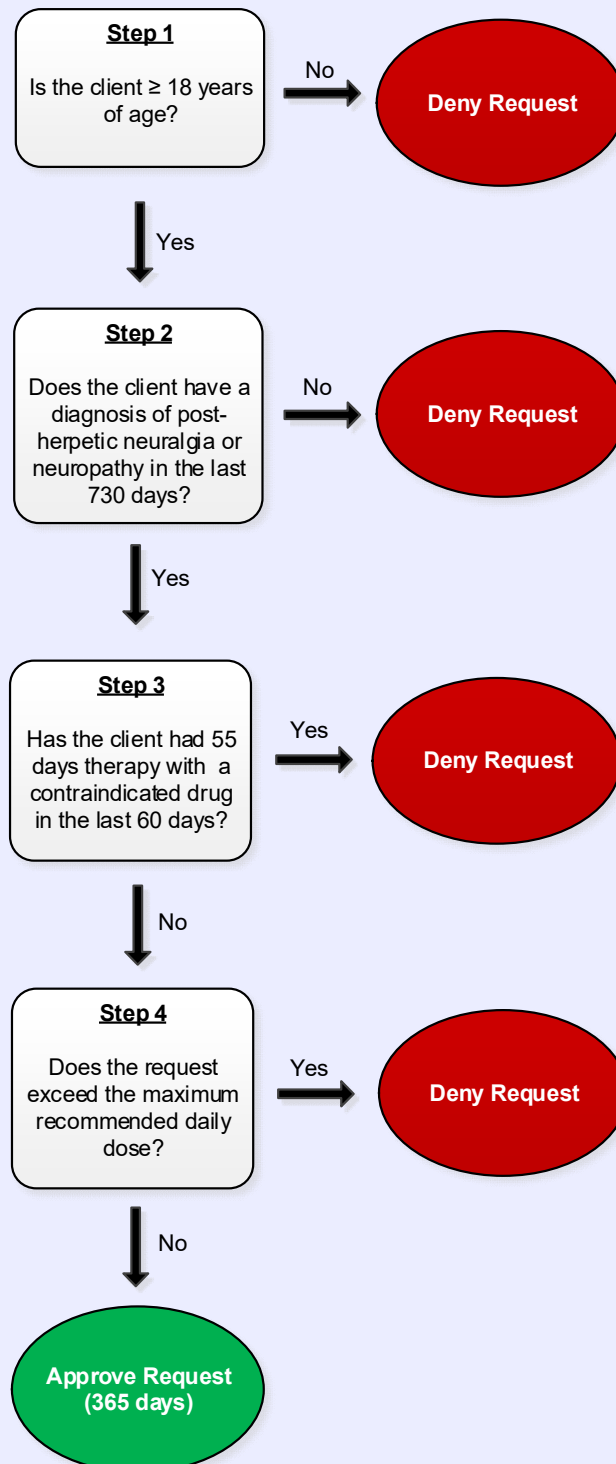 Step 1
Is the client ≥ 18 years
of age?
No
Deny Request
Yes
Step 2
Does the client have a
diagnosis of post-
herpetic neuralgia or
neuropathy in the last
730 days?
No
Deny Request
Yes
Step 3
Has the client had 55
days therapy with a
contraindicated drug
in the last 60 days?
Yes
Deny Request
No
Step 4
Does the request
exceed the maximum
recommended daily
dose?
Yes
Deny Request
No
Approve Request
(365 days)